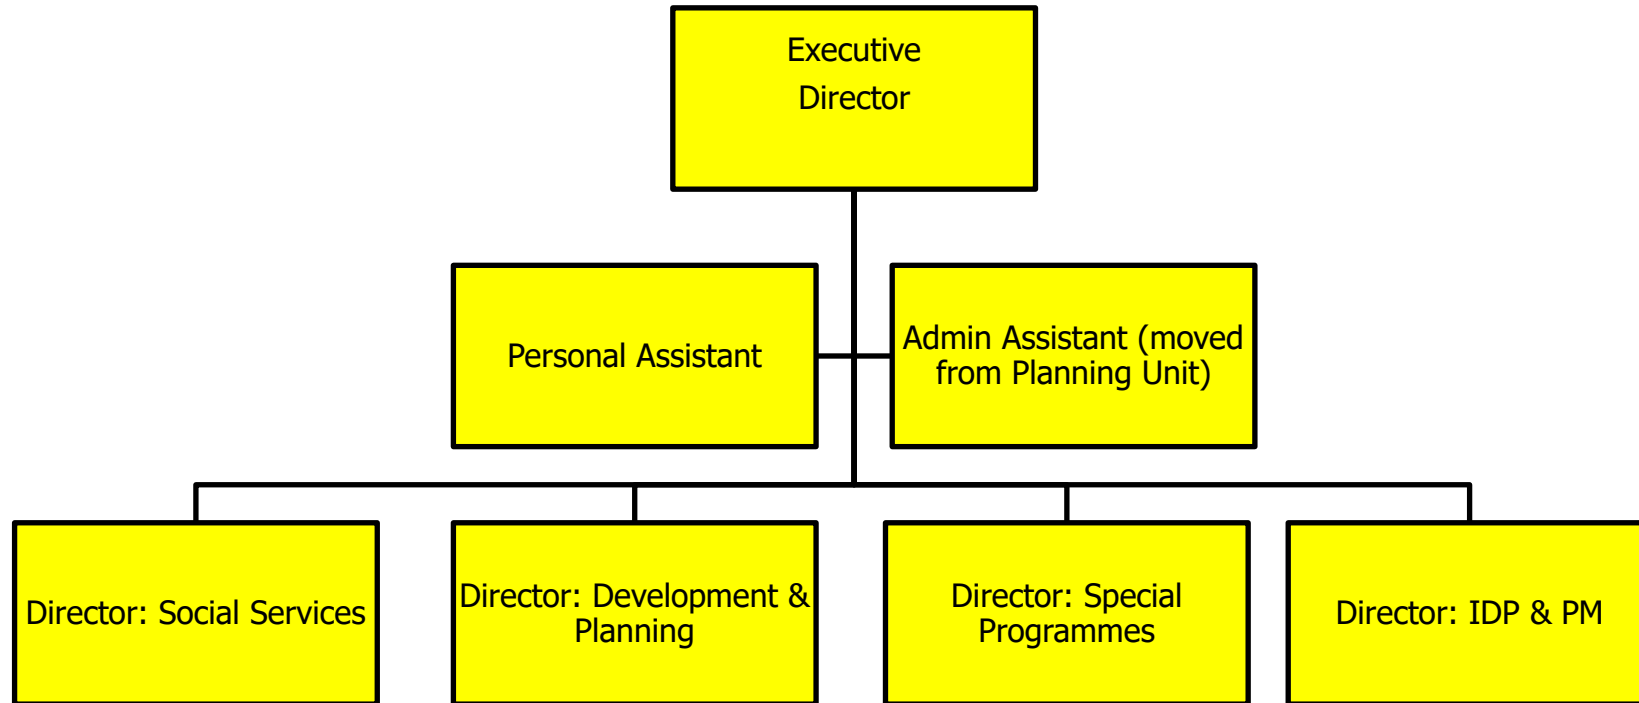 Executive
Director
Personal Assistant
Admin Assistant (moved
from Planning Unit)
Director: Social Services
Director: Development &
Planning
Director: Special
Programmes
Director: IDP & PM